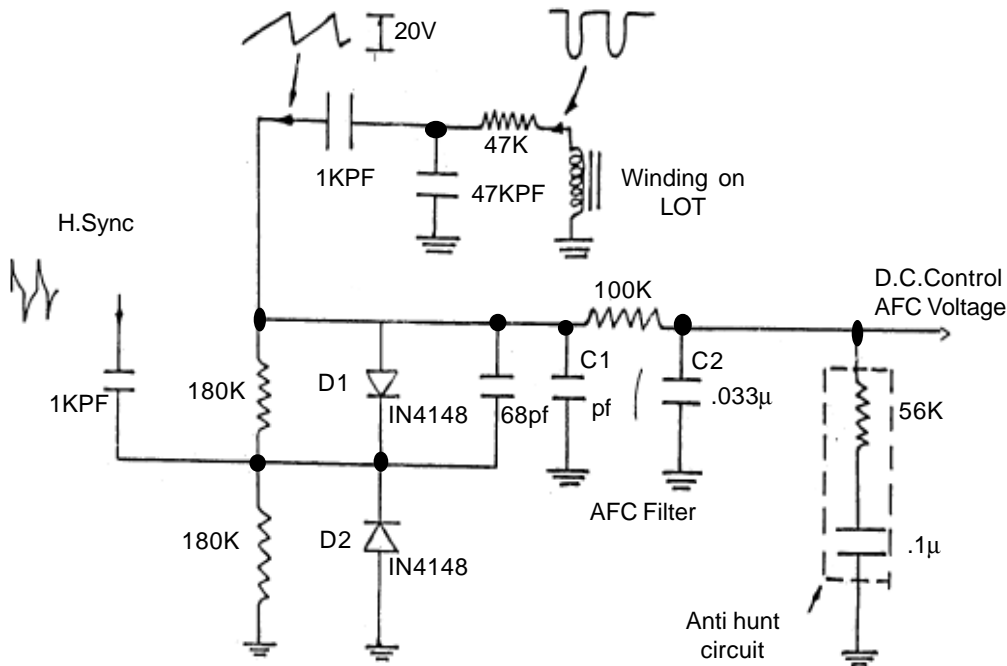 20V
47K
1KPF
47KPF
Winding on
LOT
H.Sync
D.C.Control
AFC Voltage
100K
C1
C2
D1
180K
1KPF
IN4148
68pf
pf
.033µ
56K
AFC Filter
180K
D2
IN4148
.1µ
Anti hunt
circuit